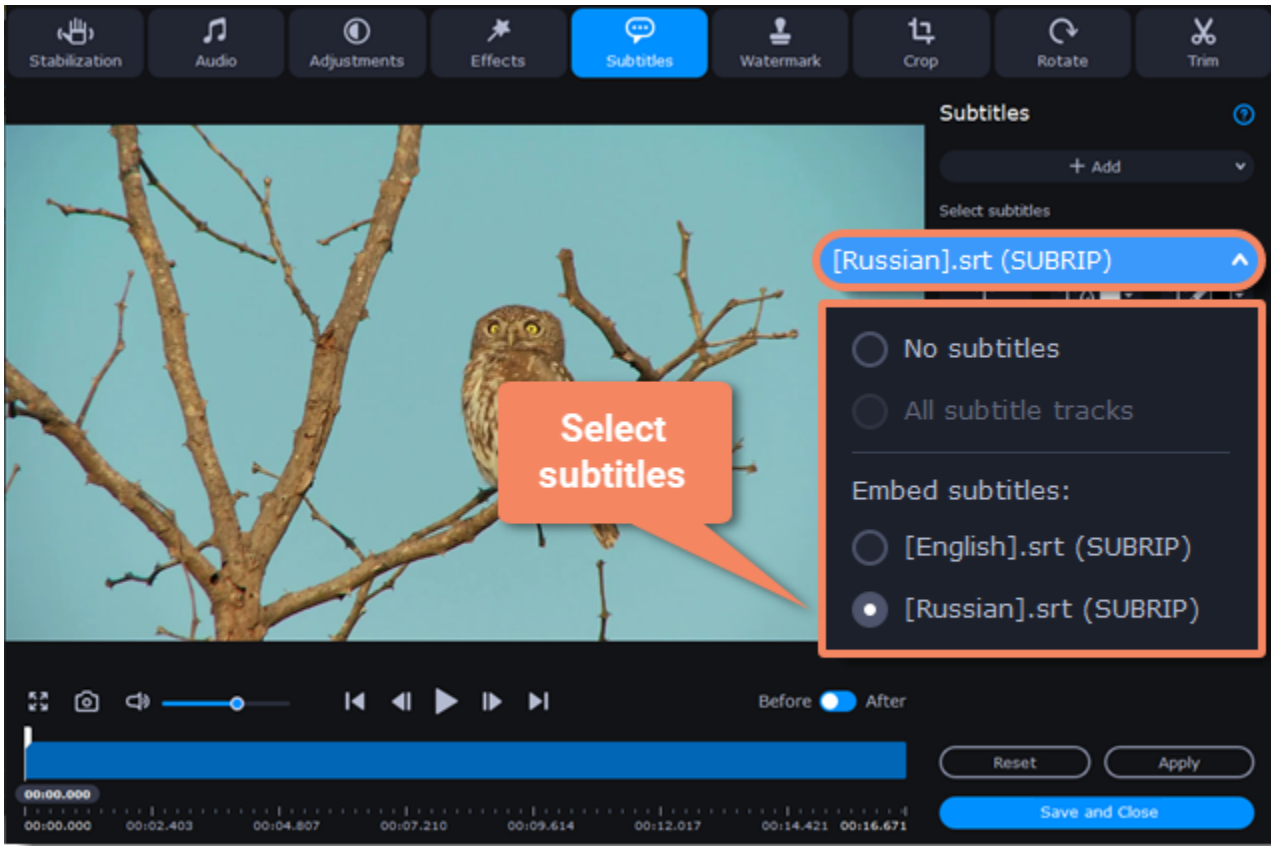 Stabilization
Audio
Adjustments
Effects
Subtitles
Watermark
Crop
Rotate
Trim
Subtitles
?
+ Add
Select subtitles
[Russian].srt (SUBRIP)
No subtitles
All subtitle tracks
Embed subtitles:
[English].srt (SUBRIP)
[Russian].srt (SUBRIP)
Select
subtitles
Before
After
Reset
Apply
00:00.000
00:00.000 00:02.403 00:04.807 00:07.210 00:09.614 00:12.017 00:14.421 00:16.671
Save and Close